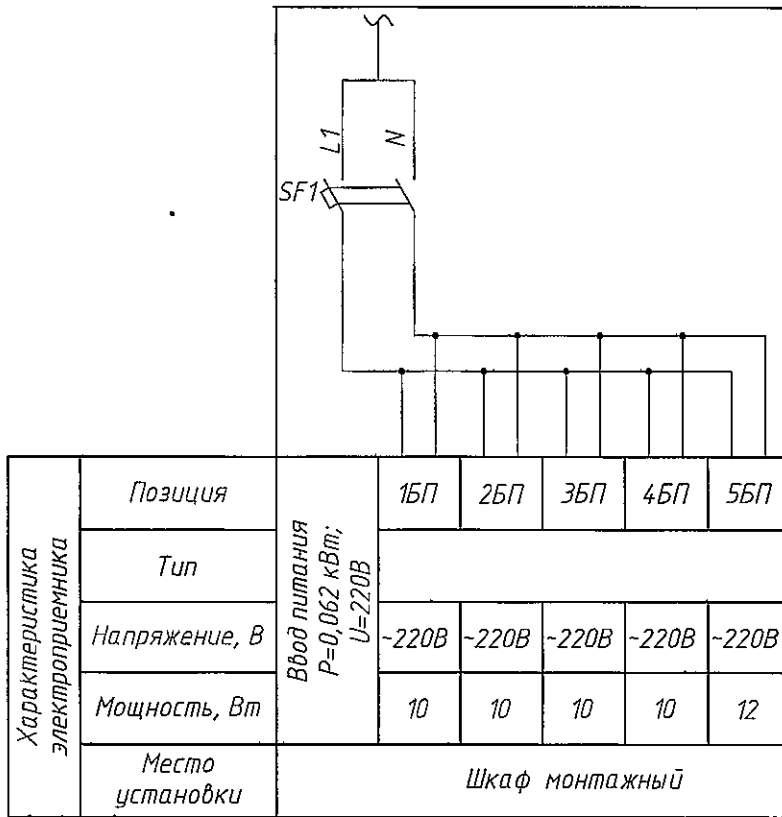 L1
N
SF1
Характеристика
электроприемника
Позиция
Ввод питания
P=0,062 кВт;
U=220В
1БП
2БП
3БП
4БП
5БП
Тип
Напряжение, В
~220В
~220В
~220В
~220В
~220В
Мощность, Вт
10
10
10
10
12
Место
установки
Шкаф монтажный